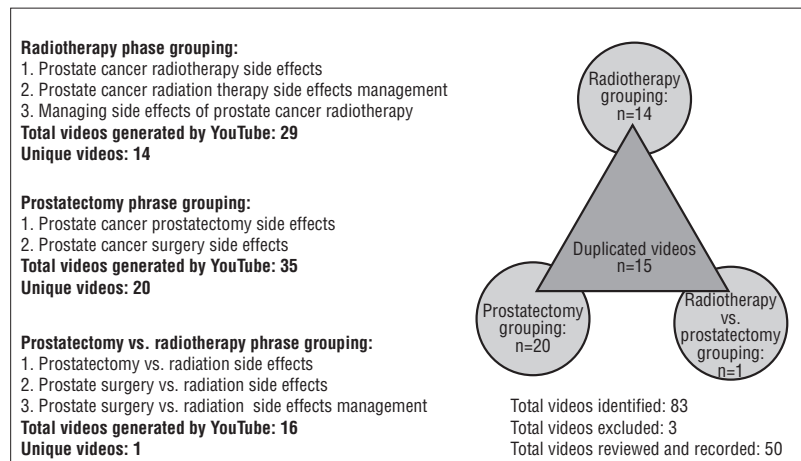 Radiotherapy phase grouping:
1. Prostate cancer radiotherapy side effects
2. Prostate cancer radiation therapy side effects management
3. Managing side effects of prostate cancer radiotherapy
Total videos generated by YouTube: 29
Unique videos: 14
Prostatectomy phrase grouping:
1. Prostate cancer prostatectomy side effects
2. Prostate cancer surgery side effects
Total videos generated by YouTube: 35
Unique videos: 20
Prostatectomy vs. radiotherapy phrase grouping:
1. Prostatectomy vs. radiation side effects
2. Prostate surgery vs. radiation side effects
3. Prostate surgery vs. radiation side effects management
Total videos generated by YouTube: 16
Unique videos: 1
Radiotherapy
grouping:
n=14
Duplicated videos
n=15
Prostatectomy
grouping:
n=20
Radiotherapy
vs.
prostatectomy
grouping:
n=1
Total videos identified: 83
Total videos excluded: 3
Total videos reviewed and recorded: 50